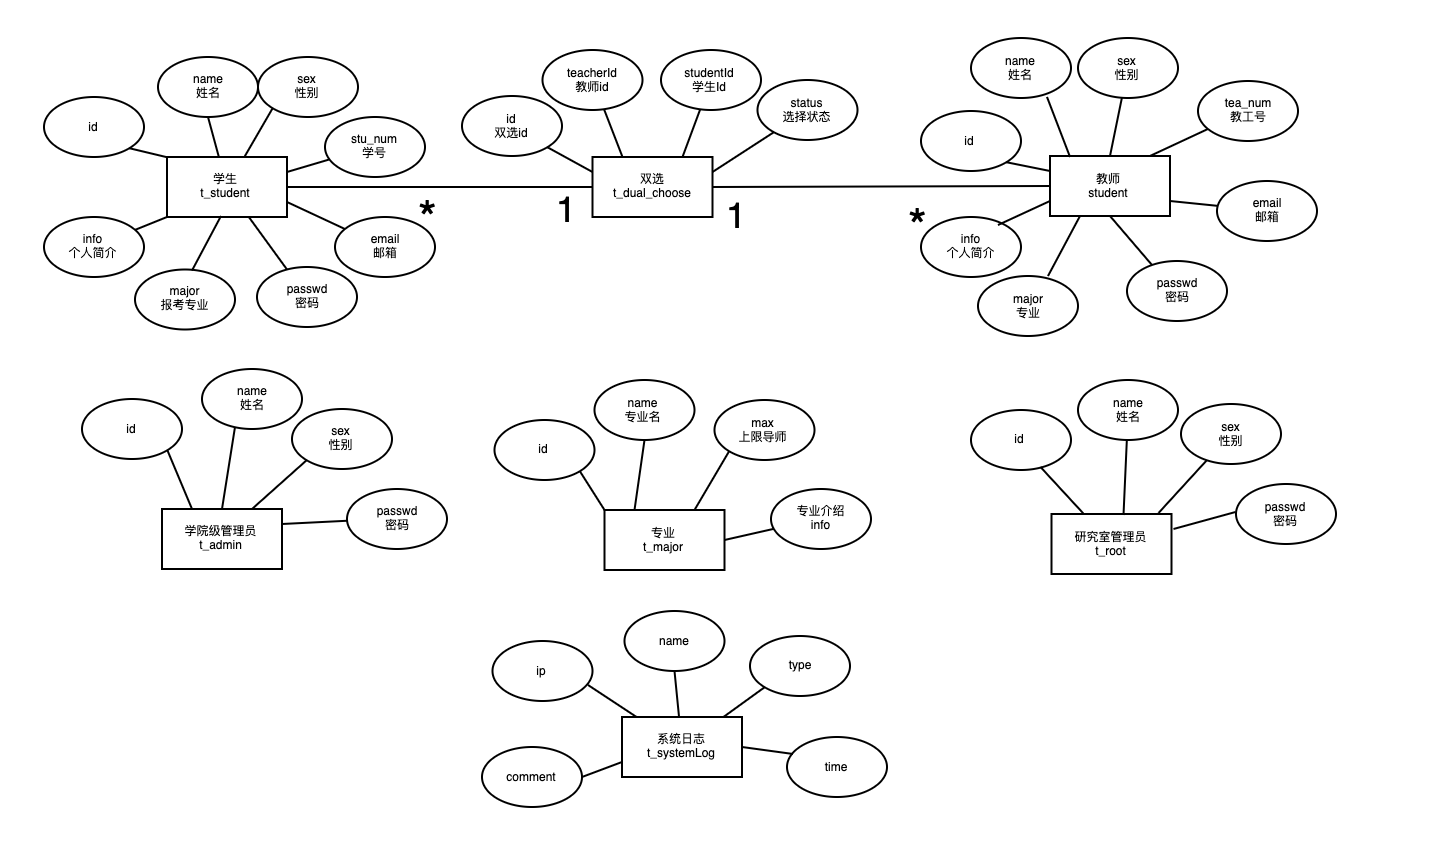 id
name
姓名
sex
性别
stu_num
学号
学生
t_student
info
个人简介
major
报考专业
passwd
密码
email
邮箱
*
1
id
双选id
teacherId
教师id
studentId
学生Id
status
选择状态
双选
t_dual_choose
1
*
id
name
姓名
sex
性别
tea_num
教工号
教师
student
info
个人简介
major
专业
passwd
密码
email
邮箱
id
name
姓名
sex
性别
passwd
密码
学院级管理员
t_admin
id
name
专业名
max
上限导师
专业介绍
info
专业
t_major
id
name
姓名
sex
性别
passwd
密码
研究室管理员
t_root
ip
name
type
系统日志
t_systemLog
comment
time